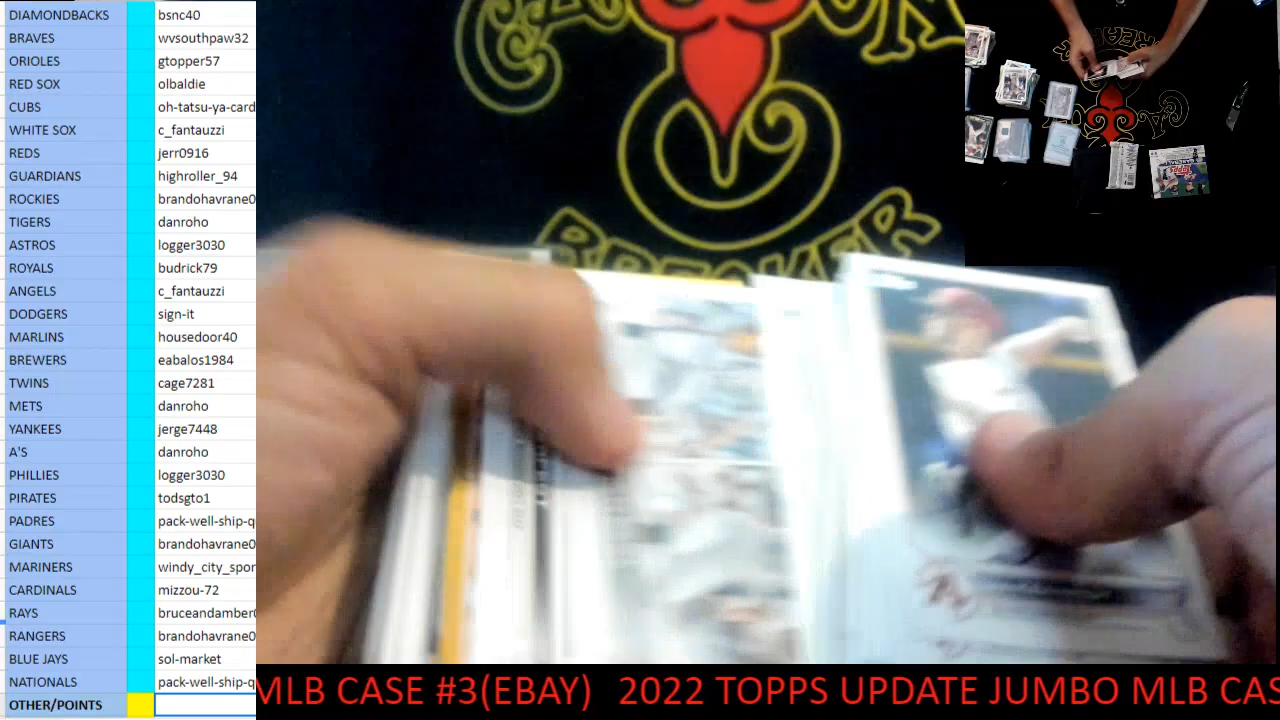 DIAMONDBACKS bsnc40
BRAVES wvsouthpaw32
ORIOLES gtopper57
RED SOX olbaldie
CUBS oh-tatsu-ya-card
WHITE SOX c_fantauzzi
REDS jerr0916
GUARDIANS highroller_94
ROCKIES brandohavrane0
TIGERS danroho
ASTROS logger3030
ROYALS budrick79
ANGELS c_fantauzzi
DODGERS sign-it
MARLINS housedoor40
BREWERS eabalos1984
TWINS cage7281
METS danroho
YANKEES jerge7448
A'S danroho
PHILLIES logger3030
PIRATES todsgto1
PADRES pack-well-ship-q
GIANTS brandohavrane0
MARINERS windy_city_spor
CARDINALS mizzou-72
RAYS bruceandamber
RANGERS brandohavrane0
BLUE JAYS sol-market
NATIONALS pack-well-ship-q
OTHER/POINTS
BREAKER
MLB CASE #3(EBAY) 2022 TOPPS UPDATE JUMBO MLB CAS